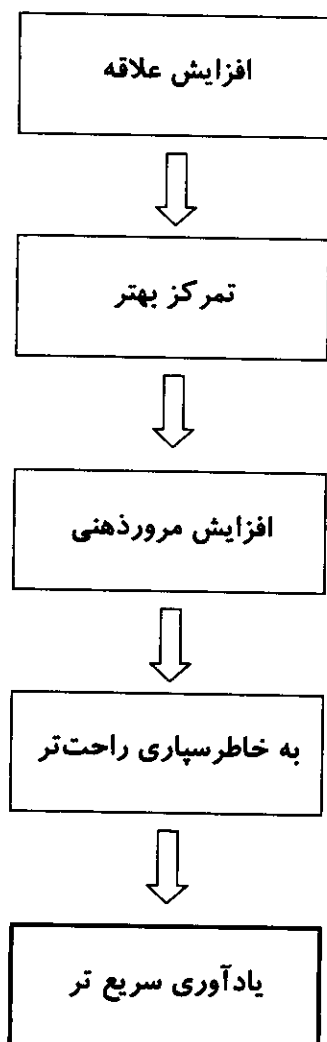 افزایش علاقه
تمرکز بهتر
افزایش مرورذهنی
به خاطرسپاری راحت‌تر
یادآوری سریع تر